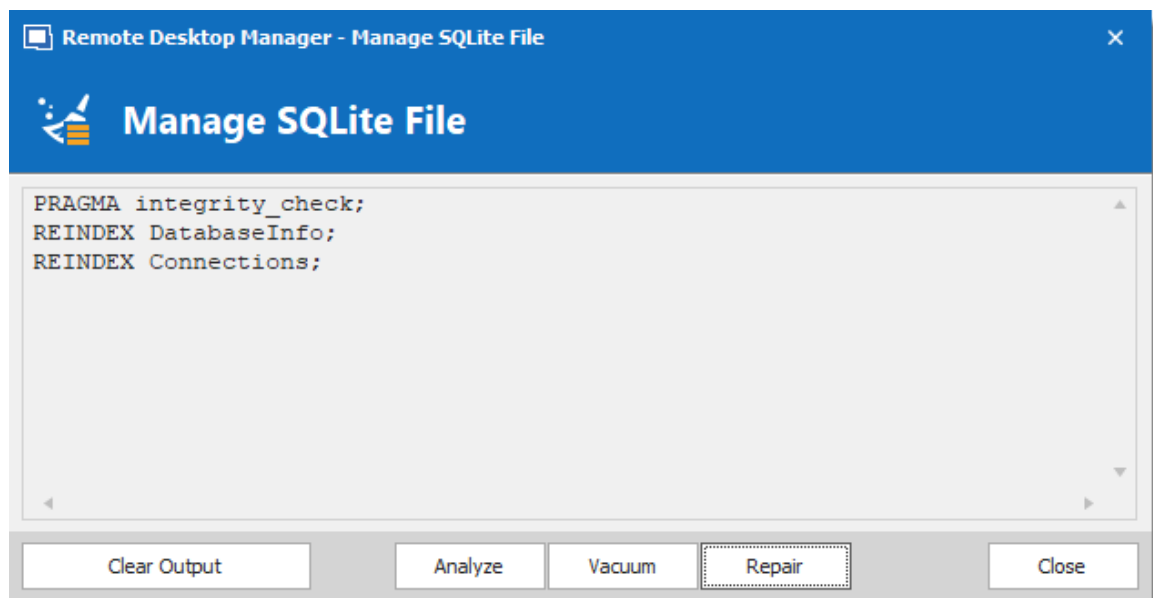 Remote Desktop Manager - Manage SQLite File
Manage SQLite File
PRAGMA integrity_check;
REINDEX DatabaseInfo;
REINDEX Connections;
Clear Output Analyze Vacuum Repair Close